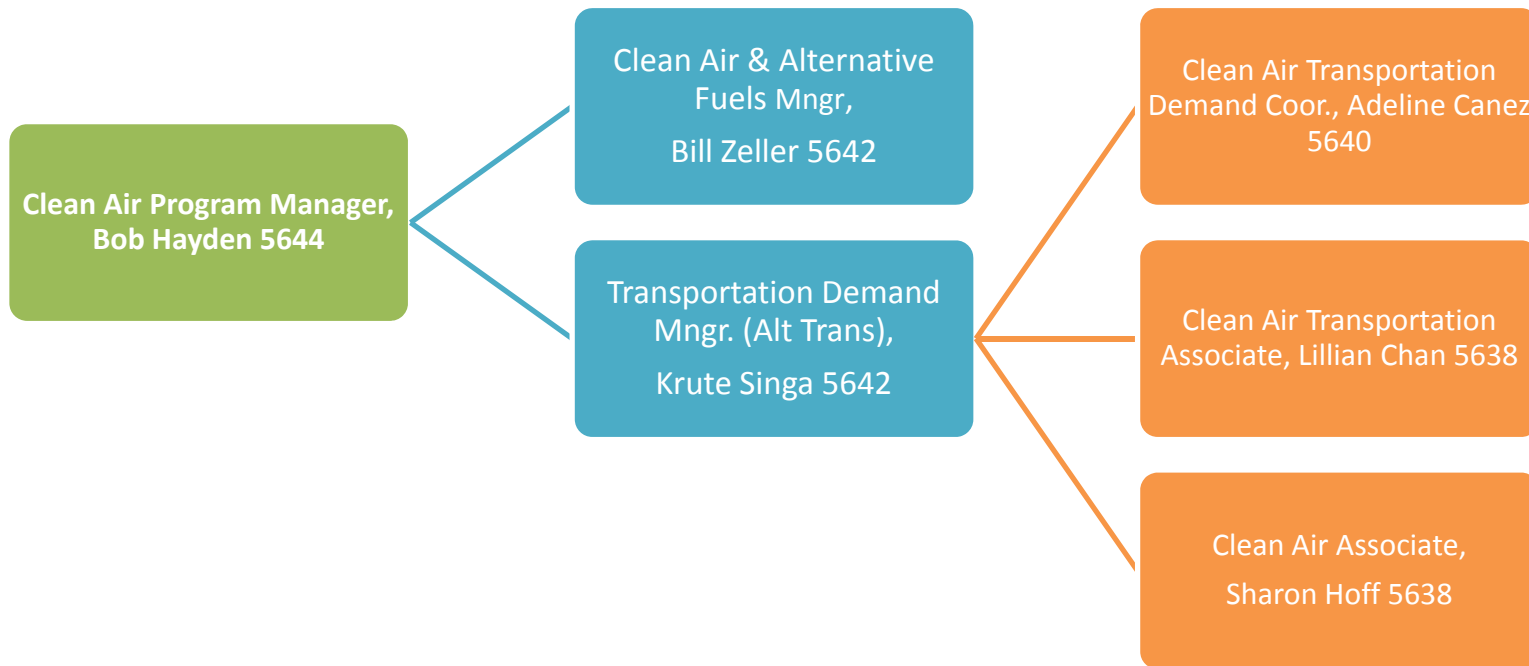 Clean Air Program Manager,
Bob Hayden 5644
Clean Air & Alternative
Fuels Mngr,
Bill Zeller 5642
Transportation Demand
Mngr. (Alt Trans),
Krute Singa 5642
Clean Air Transportation
Demand Coor., Adeline Canez
5640
Clean Air Transportation
Associate, Lillian Chan 5638
Clean Air Associate,
Sharon Hoff 5638